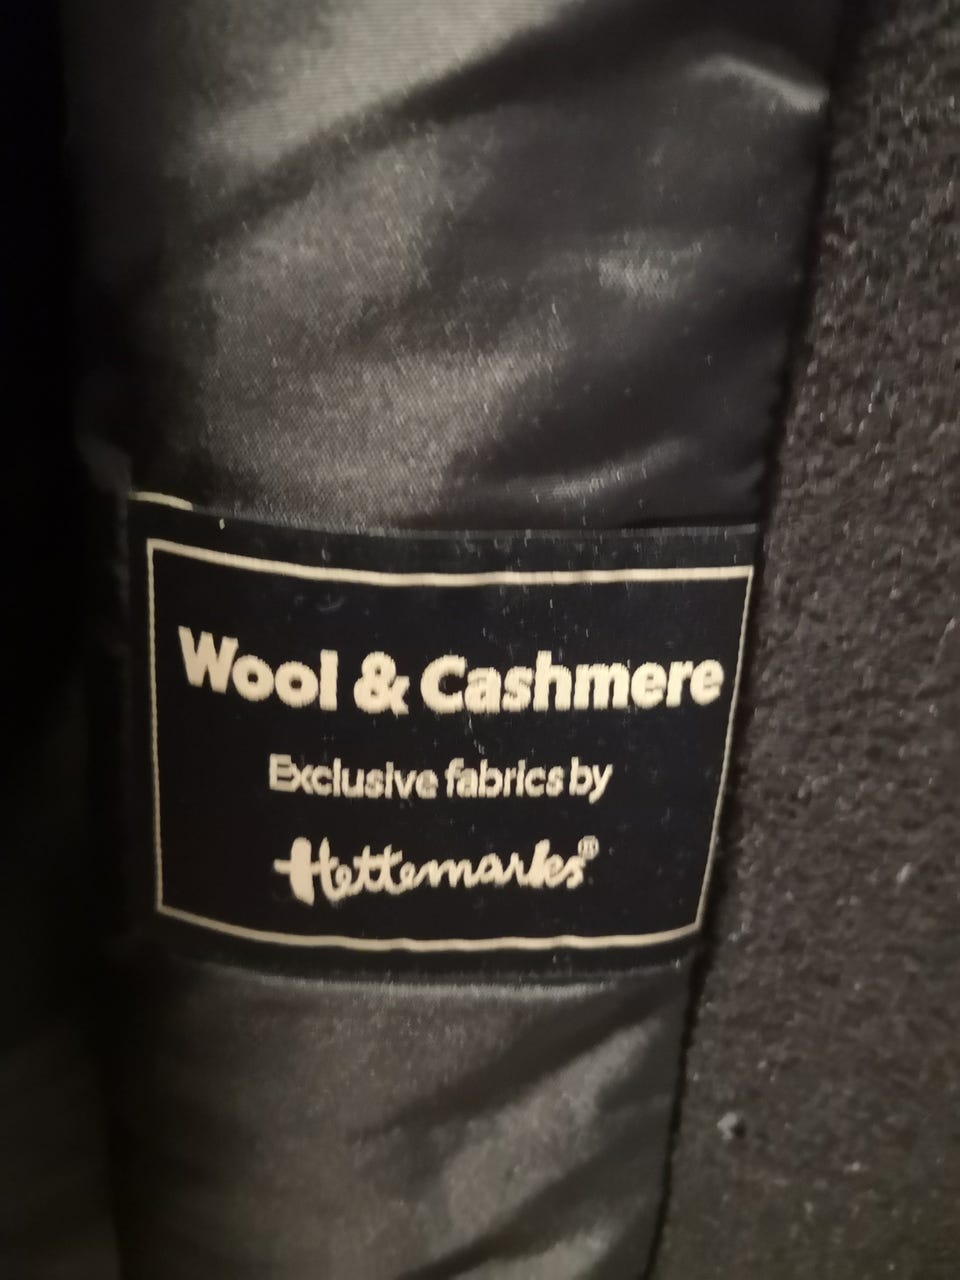 Wool & Cashmere
Exclusive fabrics by
Hettemarks®